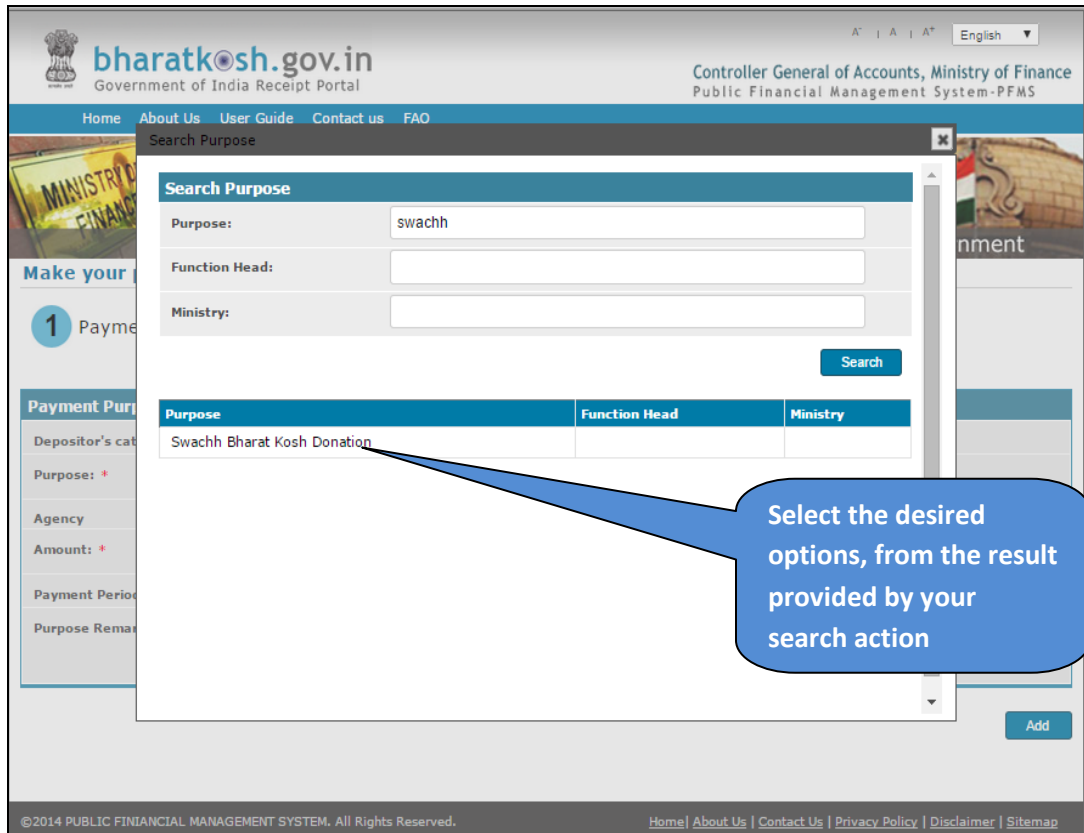 A- | A | A+ English
bharatkosh.gov.in
Government of India Receipt Portal
Controller General of Accounts, Ministry of Finance
Public Financial Management System-PFMS
Home About Us User Guide Contact us FAQ
Search Purpose
MINISTRY O
FINANC
nment
Search Purpose
Purpose: swachh
Function Head:
Ministry:
Search
Make your
1 Payme
Purpose Function Head Ministry
Swachh Bharat Kosh Donation
Payment Purp
Depositor's cat
Purpose: *
Agency
Amount: *
Payment Period
Purpose Remar
Select the desired
options, from the result
provided by your
search action
Add
©2014 PUBLIC FINIANCIAL MANAGEMENT SYSTEM. All Rights Reserved.
Home| About Us | Contact Us | Privacy Policy | Disclaimer | Sitemap